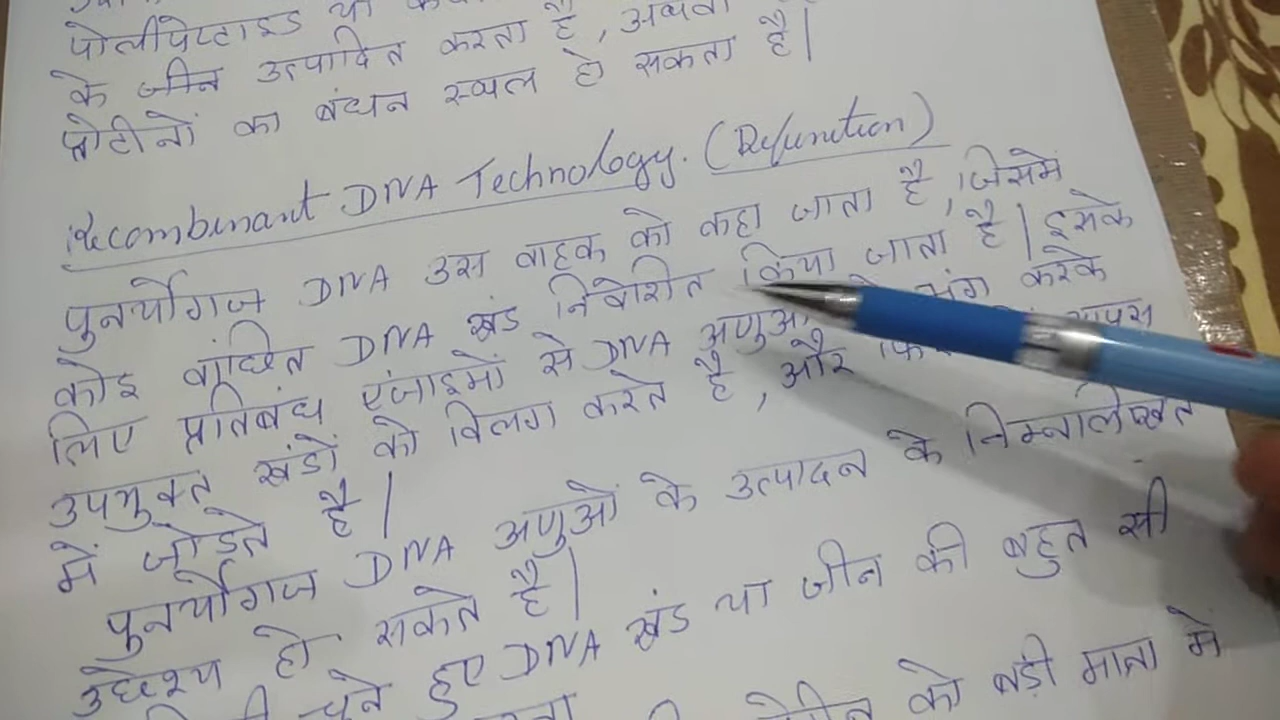 पोलीपेप्टाइड या
के जीन उत्पादित करता है, अथवा
प्रोटीनों का बंधन स्थल हो सकता है|
Recombinant DNA Technology. (Defunition)
पुनर्योगज DNA उस वाहक को कहा जाता है, जिसमें
कोइ वांछित DNA खंड निवेशित किया जाता है| इसके
लिए प्रतिबंध एंजाइमों से DNA अणुओं करके
उपयुक्त खंडों को विलग करते है, और
में जोड़ते है|
पुनर्योगज DNA अणुओं के उत्पादन के निम्नलिखित
उद्देश्य हो सकते है|
चुने हुए DNA खंड या जीन की बहुत सी
को बड़ी मात्रा में